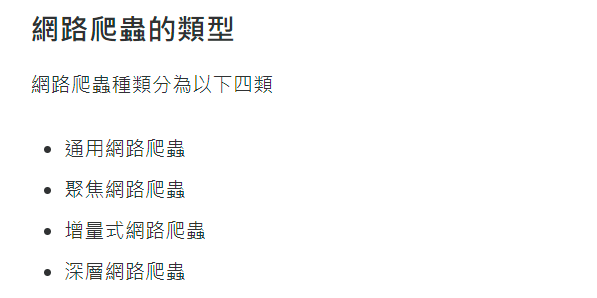 網路爬蟲的類型
網路爬蟲種類分為以下四類
• 通用網路爬蟲
• 聚焦網路爬蟲
• 增量式網路爬蟲
• 深層網路爬蟲